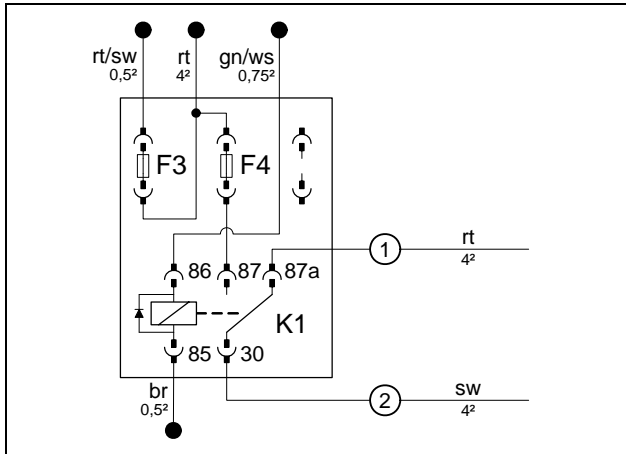 rt/sw rt gn/ws
0,5² 4² 0,75²
F3 F4
86 87 87a
1 rt
4²
K1
85 30
br
0,5²
2 sw
4²